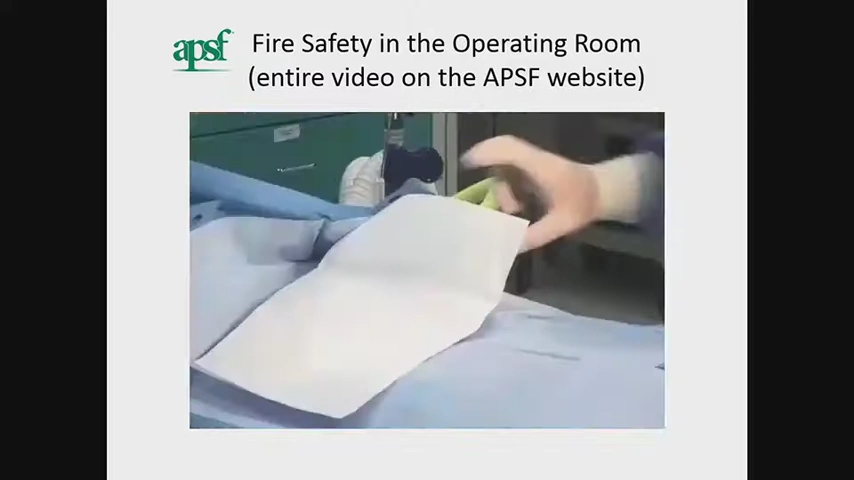 apsf
Fire Safety in the Operating Room
(entire video on the APSF website)